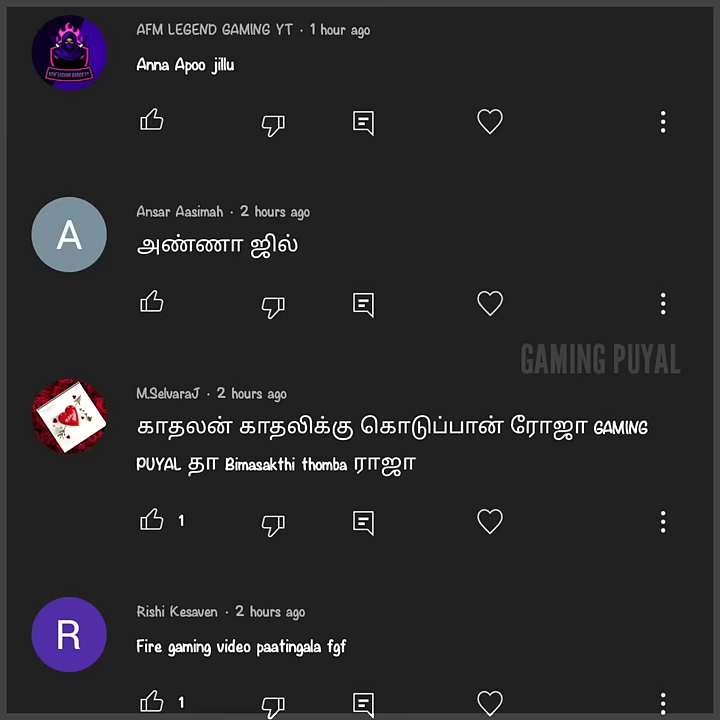 AFM LEGEND GAMING YT · 1 hour ago
Anna Apoo jillu
A
Ansar Aasimah · 2 hours ago
அண்ணா ஜில்
GAMING PUYAL
M.SelvaraJ · 2 hours ago
காதலன் காதலிக்கு கொடுப்பான் ரோஜா GAMING
PUYAL தா Bimasakthi thomba ராஜா
1
R
Rishi Kesaven · 2 hours ago
Fire gaming video paatingala fgf
1